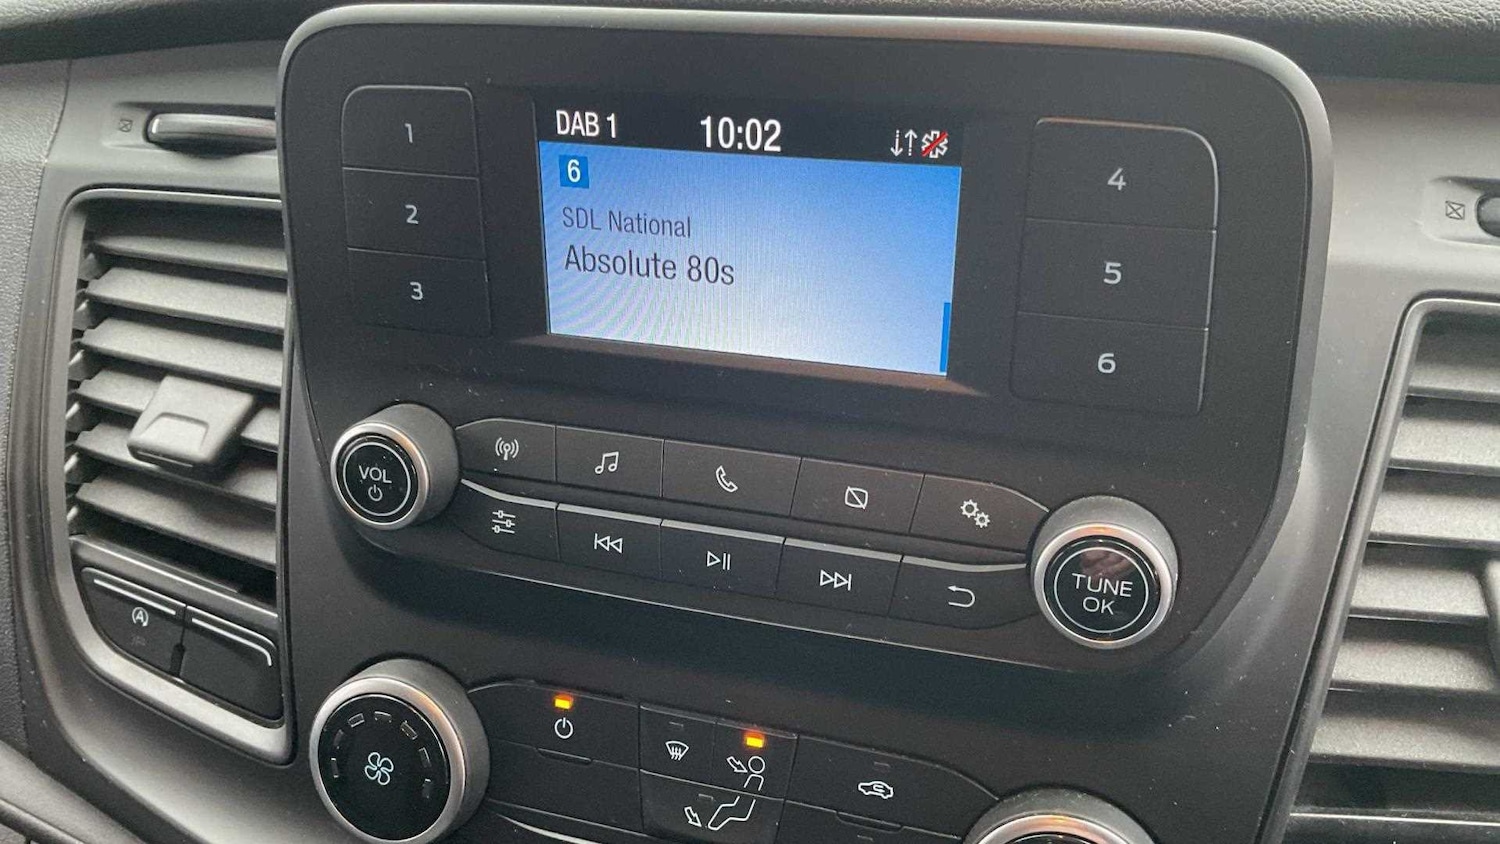 DAB 1 10:02
6
SDL National
Absolute 80s
1
2
3
4
5
6
VOL
TUNE
OK
A